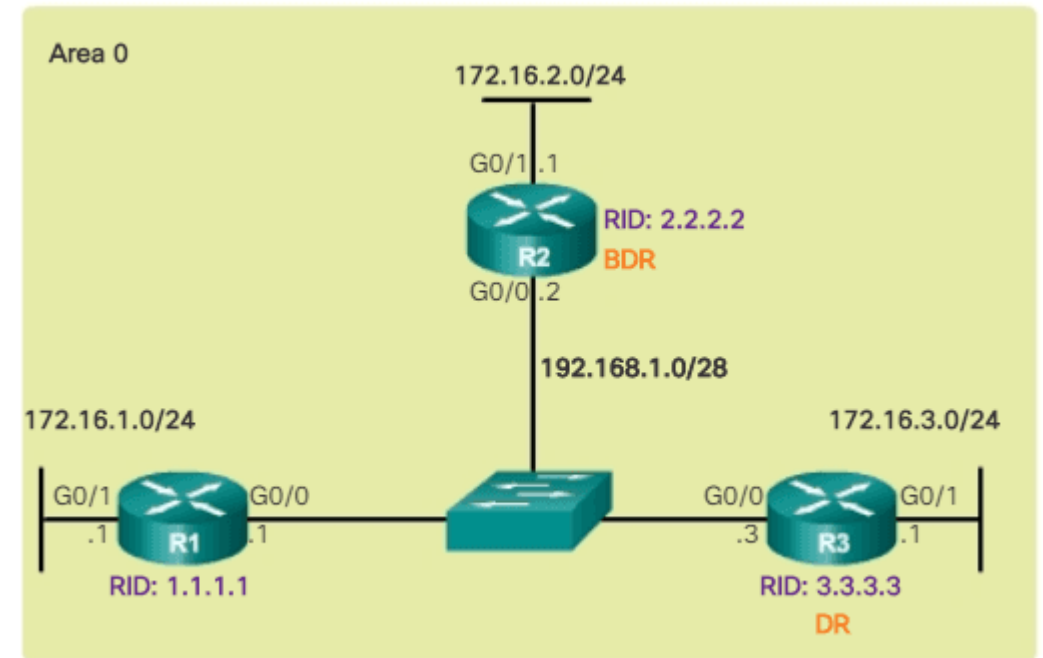 Area 0
172.16.2.0/24
G0/1 .1
R2
RID: 2.2.2.2
BDR
G0/0 .2
192.168.1.0/28
172.16.1.0/24
G0/1
.1
R1
G0/0
.1
RID: 1.1.1.1
172.16.3.0/24
G0/0
.3
R3
G0/1
.1
RID: 3.3.3.3
DR